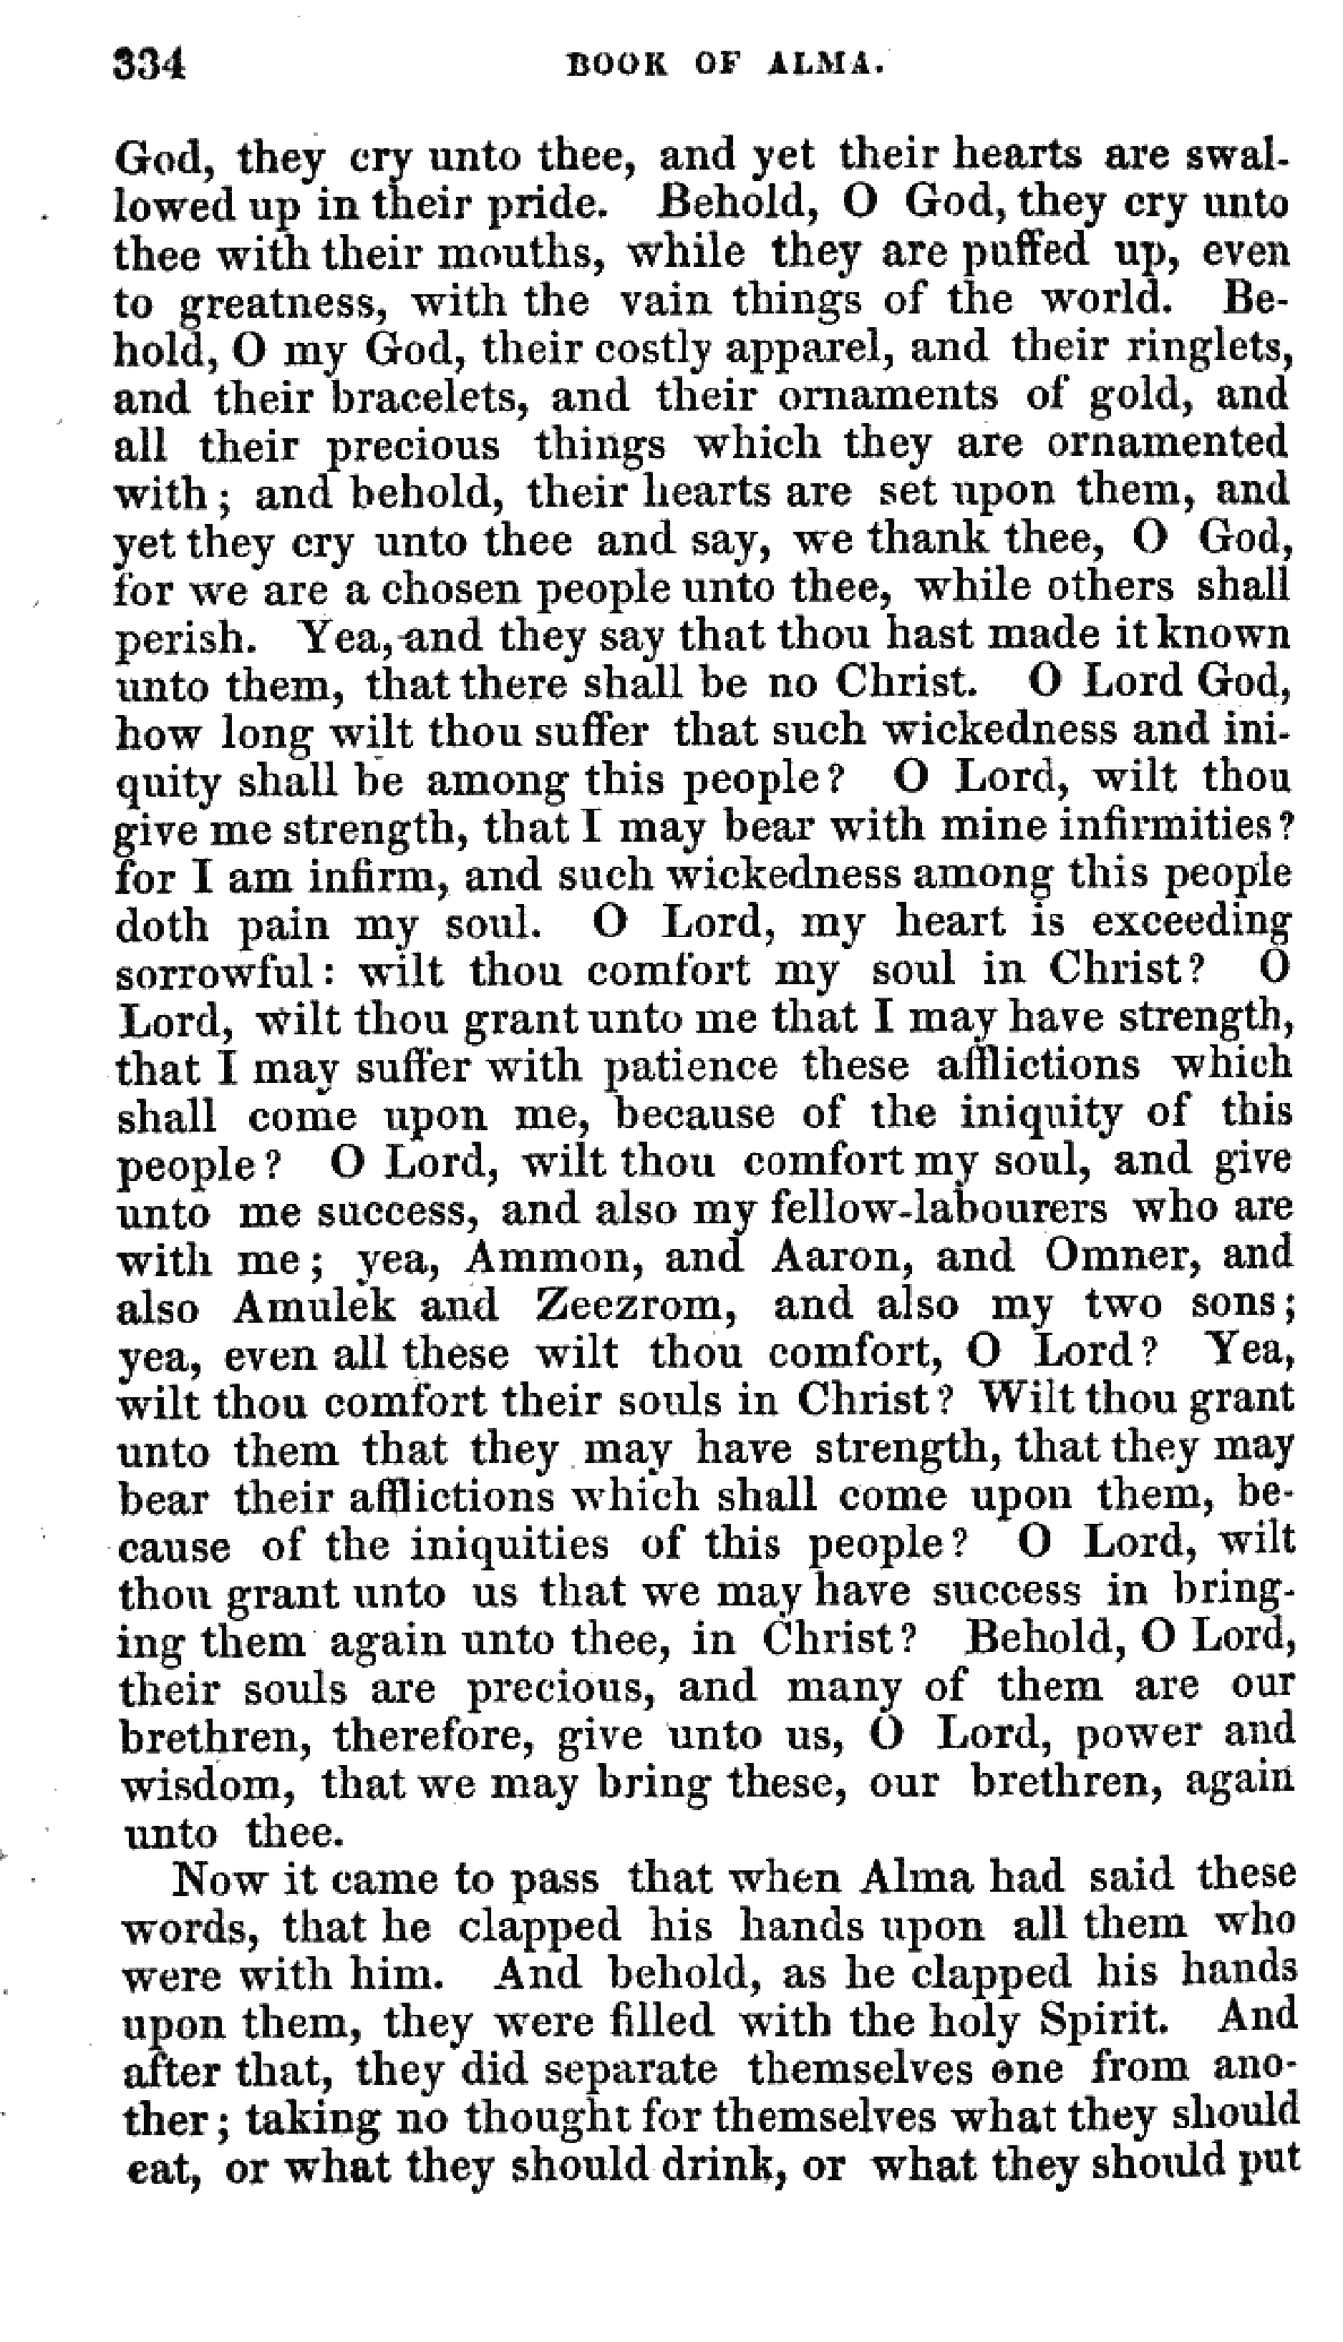 334 BOOK OF ALMA.
God, they cry unto thee, and yet their hearts are swal-
lowed up in their pride. Behold, O God, they cry unto
thee with their mouths, while they are puffed up, even
to greatness, with the vain things of the world. Be-
hold, O my God, their costly apparel, and their ringlets,
and their bracelets, and their ornaments of gold, and
all their precious things which they are ornamented
with; and behold, their hearts are set upon them, and
yet they cry unto thee and say, we thank thee, O God,
for we are a chosen people unto thee, while others shall
perish. Yea, and they say that thou hast made it known
unto them, that there shall be no Christ. O Lord God,
how long wilt thou suffer that such wickedness and ini-
quity shall be among this people? O Lord, wilt thou
give me strength, that I may bear with mine infirmities?
for I am infirm, and such wickedness among this people
doth pain my soul. O Lord, my heart is exceeding
sorrowful: wilt thou comfort my soul in Christ? O
Lord, wilt thou grant unto me that I may have strength,
that I may suffer with patience these afflictions which
shall come upon me, because of the iniquity of this
people? O Lord, wilt thou comfort my soul, and give
unto me success, and also my fellow-labourers who are
with me; yea, Ammon, and Aaron, and Omner, and
also Amulek and Zeezrom, and also my two sons;
yea, even all these wilt thou comfort, O Lord? Yea,
wilt thou comfort their souls in Christ? Wilt thou grant
unto them that they may have strength, that they may
bear their afflictions which shall come upon them, be-
cause of the iniquities of this people? O Lord, wilt
thou grant unto us that we may have success in bring-
ing them again unto thee, in Christ? Behold, O Lord,
their souls are precious, and many of them are our
brethren, therefore, give unto us, O Lord, power and
wisdom, that we may bring these, our brethren, again
unto thee.
Now it came to pass that when Alma had said these
words, that he clapped his hands upon all them who
were with him. And behold, as he clapped his hands
upon them, they were filled with the holy Spirit. And
after that, they did separate themselves one from ano-
ther; taking no thought for themselves what they should
eat, or what they should drink, or what they should put